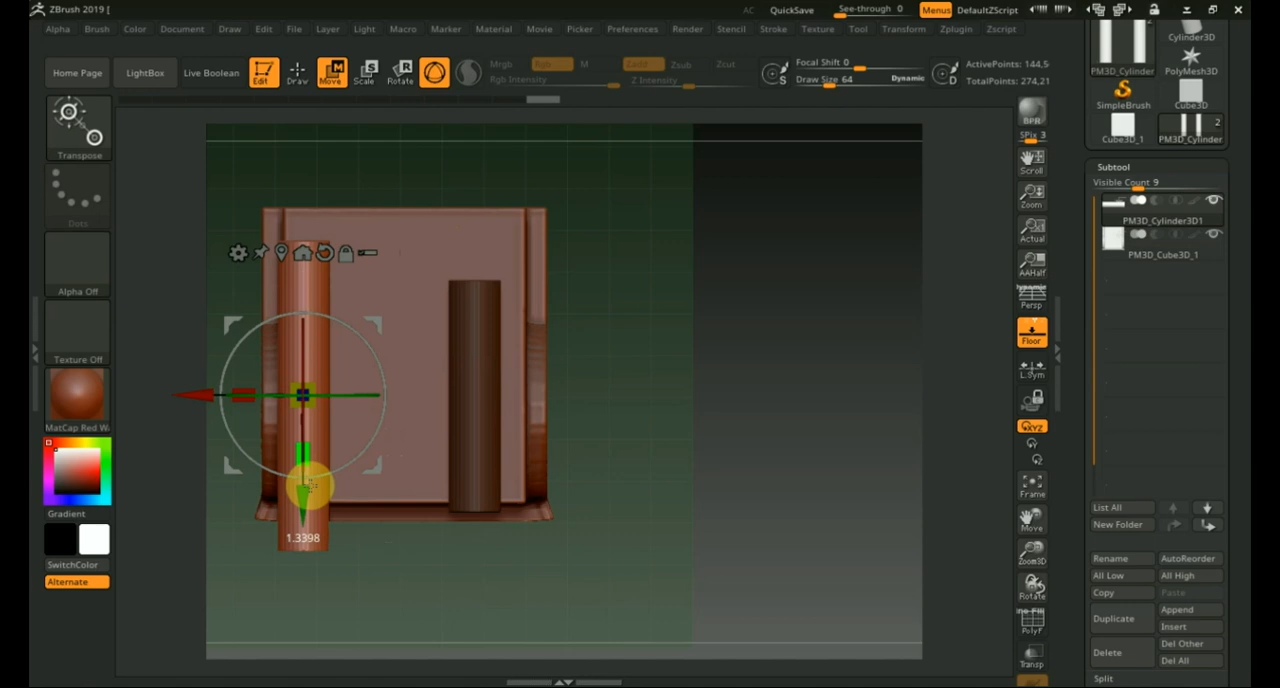 ZBrush 2019 [
AC QuickSave See-through 0 Menus DefaultZScript
Alpha Brush Color Document Draw Edit File Layer Light Macro Marker Material Movie Picker Preferences Render Stencil Stroke Texture Tool Transform Zplugin Zscript
Home Page LightBox Live Boolean Edit Draw Move Scale Rotate
Mrgb Rgb M Zadd Zsub Zcut
Rgb Intensity Z Intensity
Focal Shift 0
Draw Size 64 Dynamic
ActivePoints: 144,5
TotalPoints: 274,21
Transpose
Dots
Alpha Off
Texture Off
MatCap Red W
Gradient
SwitchColor
Alternate
1.3398
BPR
SPix 3
Scroll
Zoom
Actual
AAHalf
Dynamic
Persp
Floor
L.Sym
XYZ
Frame
Move
Zoom3D
Rotate
Line Fill
PolyF
Transp
2
Cylinder3D
PM3D_Cylinder PolyMesh3D
SimpleBrush Cube3D
2
Cube3D_1 PM3D_Cylinder
Subtool
Visible Count 9
PM3D_Cylinder3D1
PM3D_Cube3D_1
List All
New Folder
Rename AutoReorder
All Low All High
Copy Paste
Duplicate Append
Insert
Delete Del Other
Del All
Split